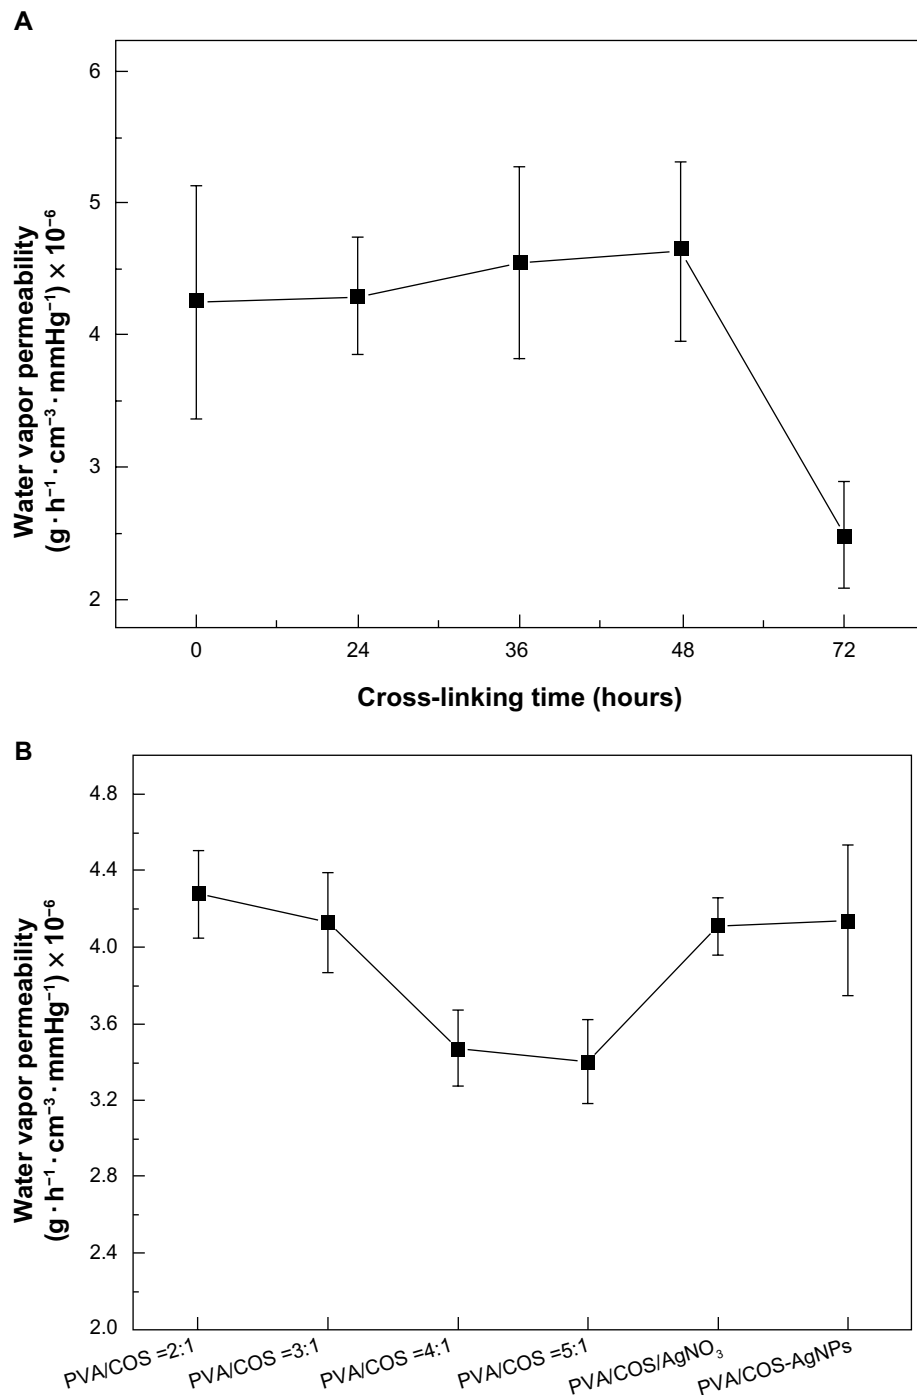 A
Water vapor permeability
(g·h⁻¹·cm⁻³·mmHg⁻¹) × 10⁻⁶
6
5
4
3
2
0 24 36 48 72
Cross-linking time (hours)
B
Water vapor permeability
(g·h⁻¹·cm⁻³·mmHg⁻¹) × 10⁻⁶
4.8
4.4
4.0
3.6
3.2
2.8
2.4
2.0
PVA/COS =2:1
PVA/COS =3:1
PVA/COS =4:1
PVA/COS =5:1
PVA/COS/AgNO₃
PVA/COS-AgNPs